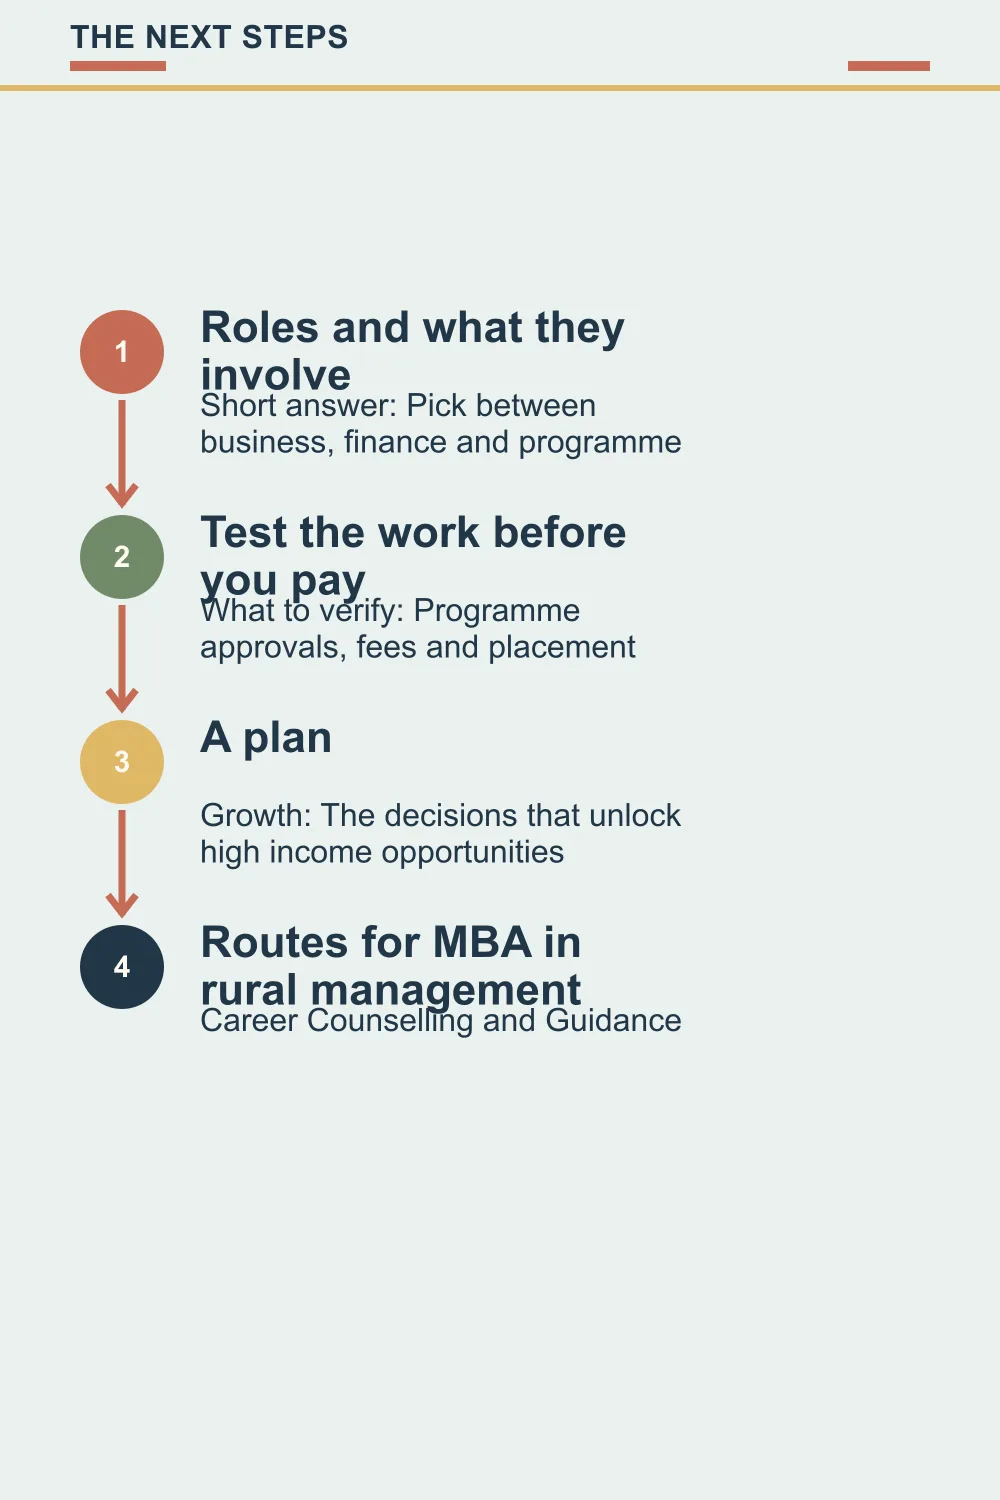 THE NEXT STEPS
1
Roles and what they
involve
Short answer: Pick between
business, finance and programme
2
Test the work before
you pay
What to verify: Programme
approvals, fees and placement
3
A plan
Growth: The decisions that unlock
high income opportunities
4
Routes for MBA in
rural management
Career Counselling and Guidance